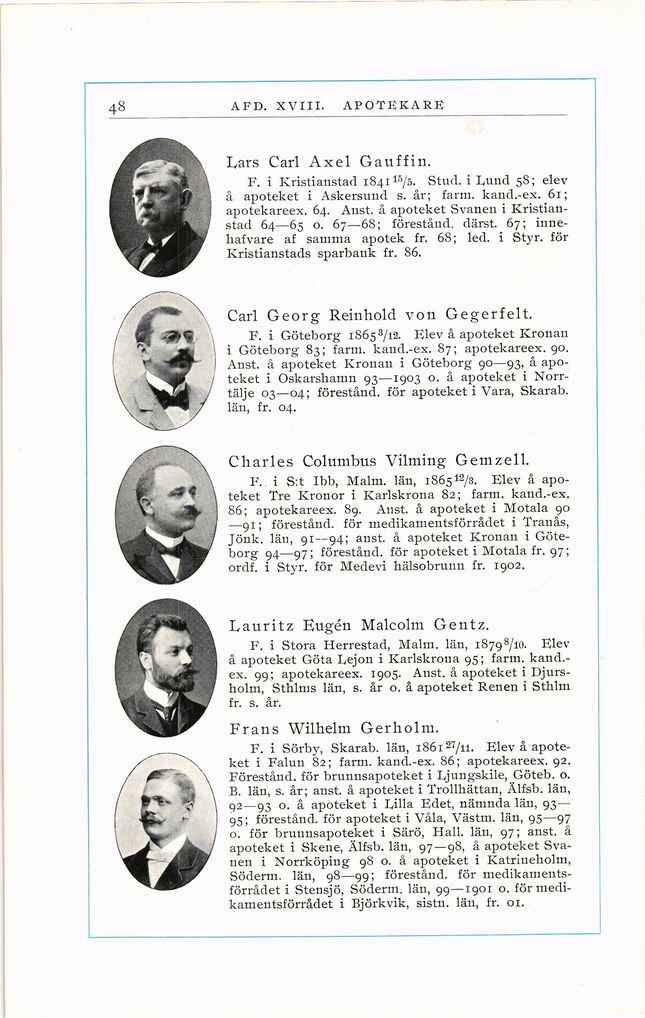 48 AFD. XVIII. APOTEKARE
Lars Carl Axel Gauffin.
F. i Kristianstad 1841 15/5. Stud. i Lund 58; elev
å apoteket i Askersund s. år; farm. kand.-ex. 61;
apotekareex. 64. Anst. å apoteket Svanen i Kristian-
stad 64—65 o. 67—68; förestånd. därst. 67; inne-
hafvare af samma apotek fr. 68; led. i Styr. för
Kristianstads sparbank fr. 86.
Carl Georg Reinhold von Gegerfelt.
F. i Göteborg 1865 3/12. Elev å apoteket Kronan
i Göteborg 83; farm. kand.-ex. 87; apotekareex. 90.
Anst. å apoteket Kronan i Göteborg 90—93, å apo-
teket i Oskarshamn 93—1903 o. å apoteket i Norr-
tälje 03—04; förestånd. för apoteket i Vara, Skarab.
län, fr. 04.
Charles Columbus Vilming Gemzell.
F. i S:t Ibb, Malm. län, 1865 12/3. Elev å apo-
teket Tre Kronor i Karlskrona 82; farm. kand.-ex.
86; apotekareex. 89. Anst. å apoteket i Motala 90
—91; förestånd. för medikamentsförrådet i Tranås,
Jönk. län, 91--94; anst. å apoteket Kronan i Göte-
borg 94—97; förestånd. för apoteket i Motala fr. 97;
ordf. i Styr. för Medevi hälsobrunn fr. 1902.
Lauritz Eugén Malcolm Gentz.
F. i Stora Herrestad, Malm. län, 1879 8/10. Elev
å apoteket Göta Lejon i Karlskrona 95; farm. kand.-
ex. 99; apotekareex. 1905. Anst. å apoteket i Djurs-
holm, Sthlms län, s. år o. å apoteket Renen i Sthlm
fr. s. år.
Frans Wilhelm Gerholm.
F. i Sörby, Skarab. län, 1861 27/11. Elev å apote-
ket i Falun 82; farm. kand.-ex. 86; apotekareex. 92.
Förestånd. för brunnsapoteket i Ljungskile, Göteb. o.
B. län, s. år; anst. å apoteket i Trollhättan, Älfsb. län,
92—93 o. å apoteket i Lilla Edet, nämnda län, 93—
95; förestånd. för apoteket i Våla, Västm. län, 95—97
o. för brunnsapoteket i Särö, Hall. län, 97; anst. å
apoteket i Skene, Älfsb. län, 97—98, å apoteket Sva-
nen i Norrköping 98 o. å apoteket i Katrineholm,
Söderm. län, 98—99; förestånd. för medikaments-
förrådet i Stensjö, Söderm. län, 99—1901 o. för medi-
kamentsförrådet i Björkvik, sistn. län, fr. 01.